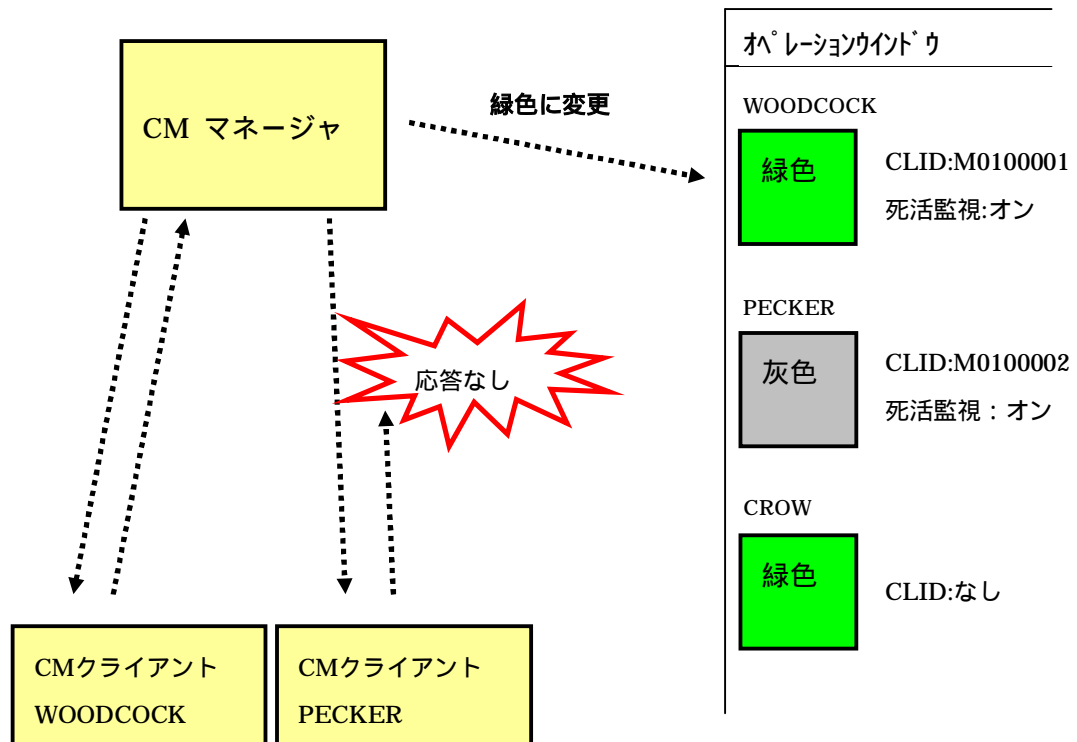 オペレーションウインドウ
CM マネージャ
緑色に変更
WOODCOCK
緑色
CLID:M0100001
死活監視:オン
PECKER
灰色
CLID:M0100002
死活監視：オン
応答なし
CROW
緑色
CLID:なし
CMクライアント
WOODCOCK
CMクライアント
PECKER